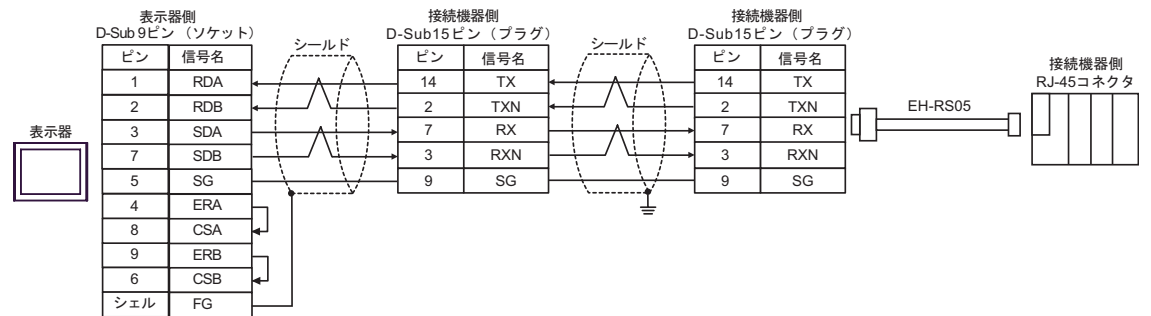 表示器
表示器側
D-Sub 9ピン （ソケット）
ピン 信号名
1 RDA
2 RDB
3 SDA
7 SDB
5 SG
4 ERA
8 CSA
9 ERB
6 CSB
シェル FG
シールド
接続機器側
D-Sub15ピン（プラグ）
ピン 信号名
14 TX
2 TXN
7 RX
3 RXN
9 SG
シールド
接続機器側
D-Sub15ピン（プラグ）
ピン 信号名
14 TX
2 TXN
7 RX
3 RXN
9 SG
EH-RS05
接続機器側
RJ-45コネクタ